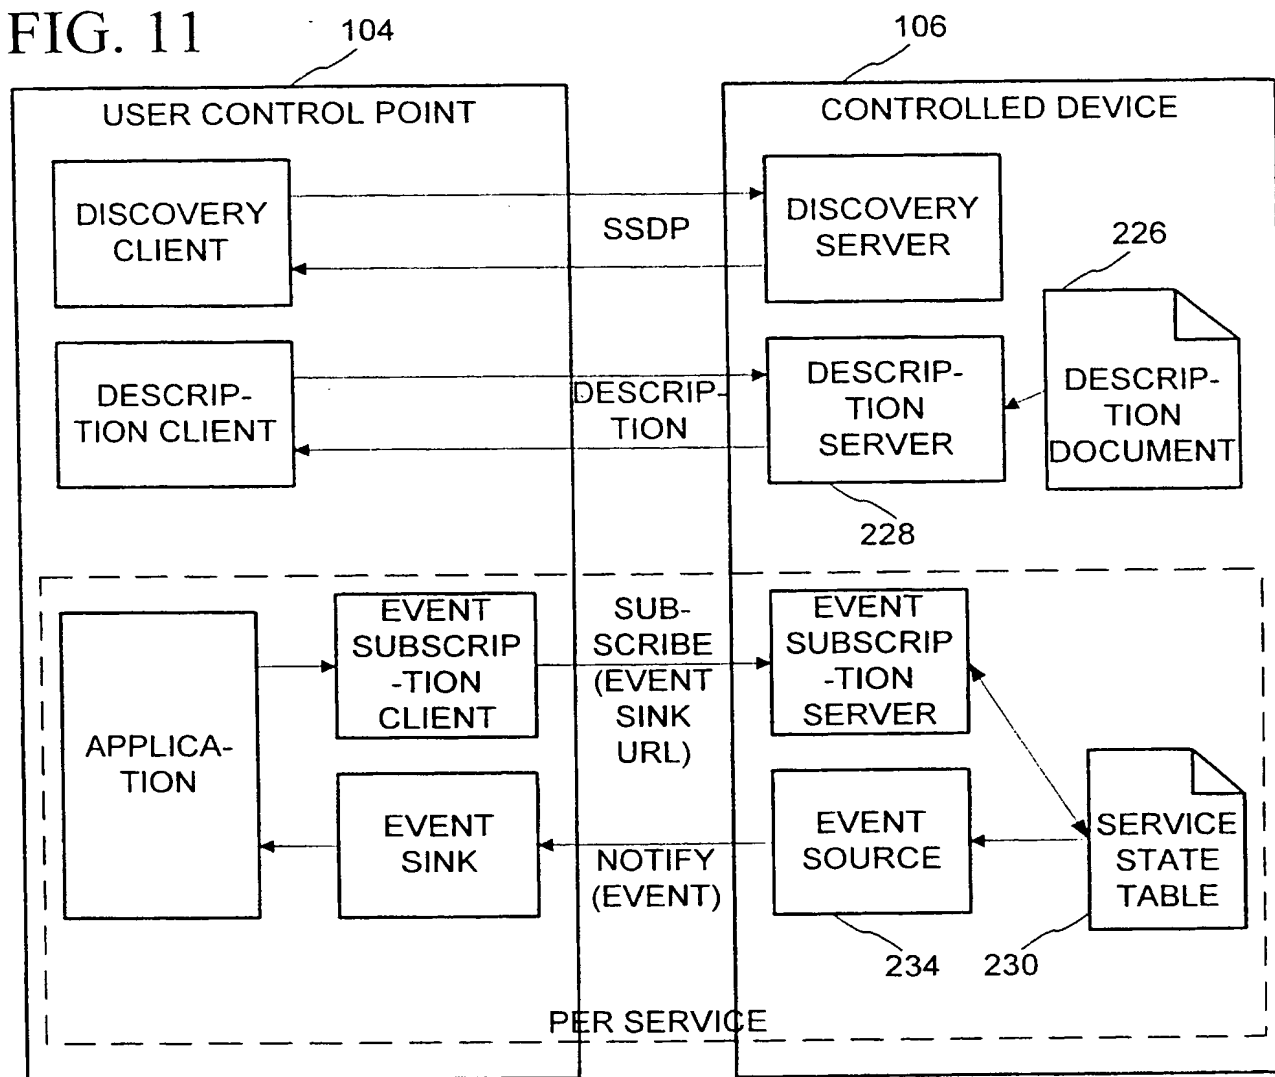 FIG. 11
104
106
USER CONTROL POINT
CONTROLLED DEVICE
DISCOVERY
CLIENT
SSDP
DISCOVERY
SERVER
226
DESCRIP-
TION CLIENT
DESCRIP-
TION
DESCRIP-
TION
SERVER
DESCRIP-
TION
DOCUMENT
228
APPLICA-
TION
EVENT
SUBSCRIP
-TION
CLIENT
SUB-
SCRIBE
(EVENT
SINK
URL)
EVENT
SUBSCRIP
-TION
SERVER
EVENT
SINK
NOTIFY
(EVENT)
EVENT
SOURCE
SERVICE
STATE
TABLE
234
230
PER SERVICE